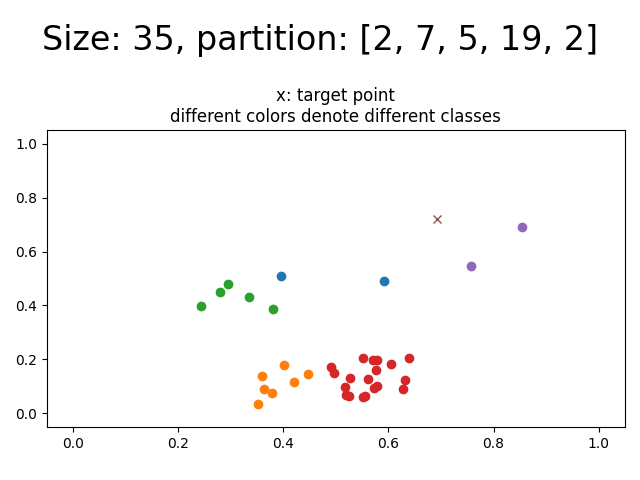 Size: 35, partition: [2, 7, 5, 19, 2]
x: target point
different colors denote different classes
1.0
0.8
0.6
0.4
0.2
0.0
0.0 0.2 0.4 0.6 0.8 1.0